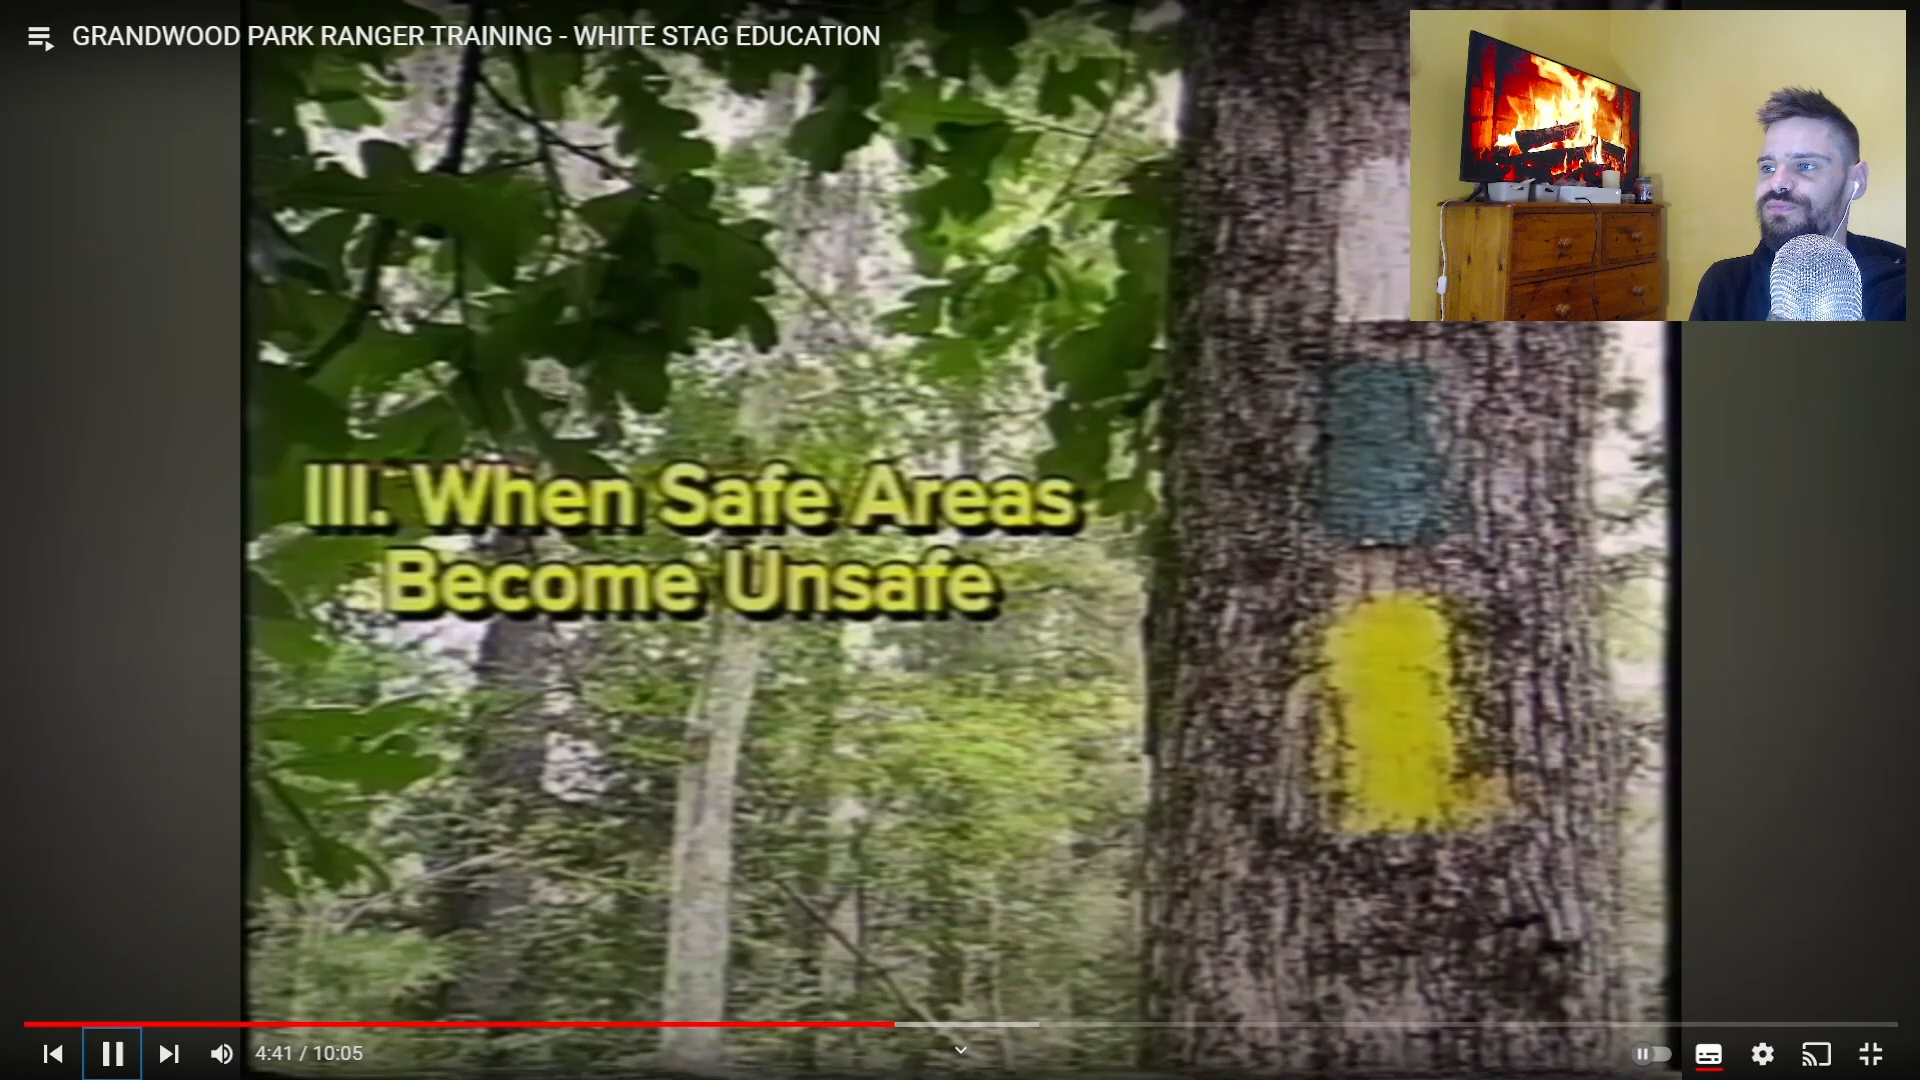 GRANDWOOD PARK RANGER TRAINING - WHITE STAG EDUCATION
III. When Safe Areas
Become Unsafe
4:41 / 10:05